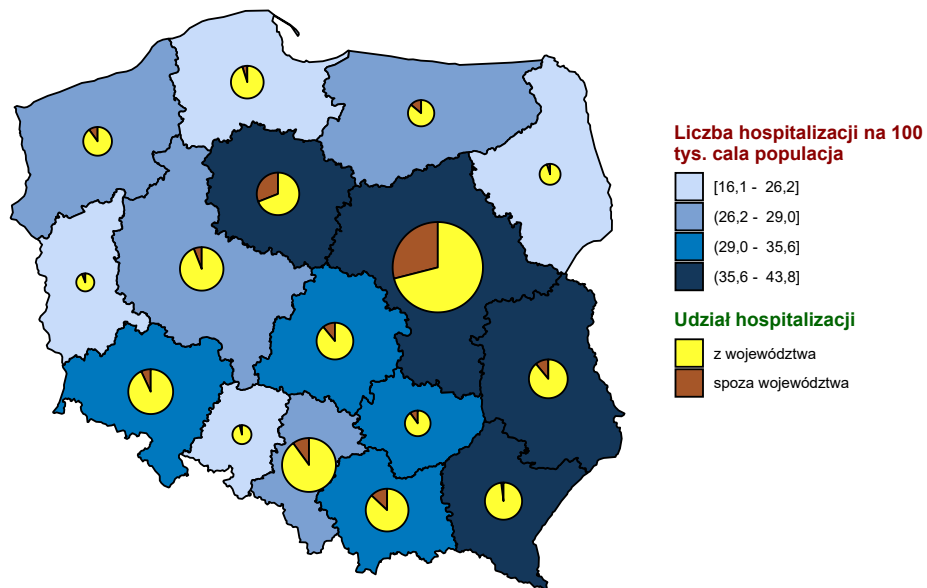 Liczba hospitalizacji na 100
tys. cala populacja
[16,1 - 26,2]
(26,2 - 29,0]
(29,0 - 35,6]
(35,6 - 43,8]
Udział hospitalizacji
z województwa
spoza województwa